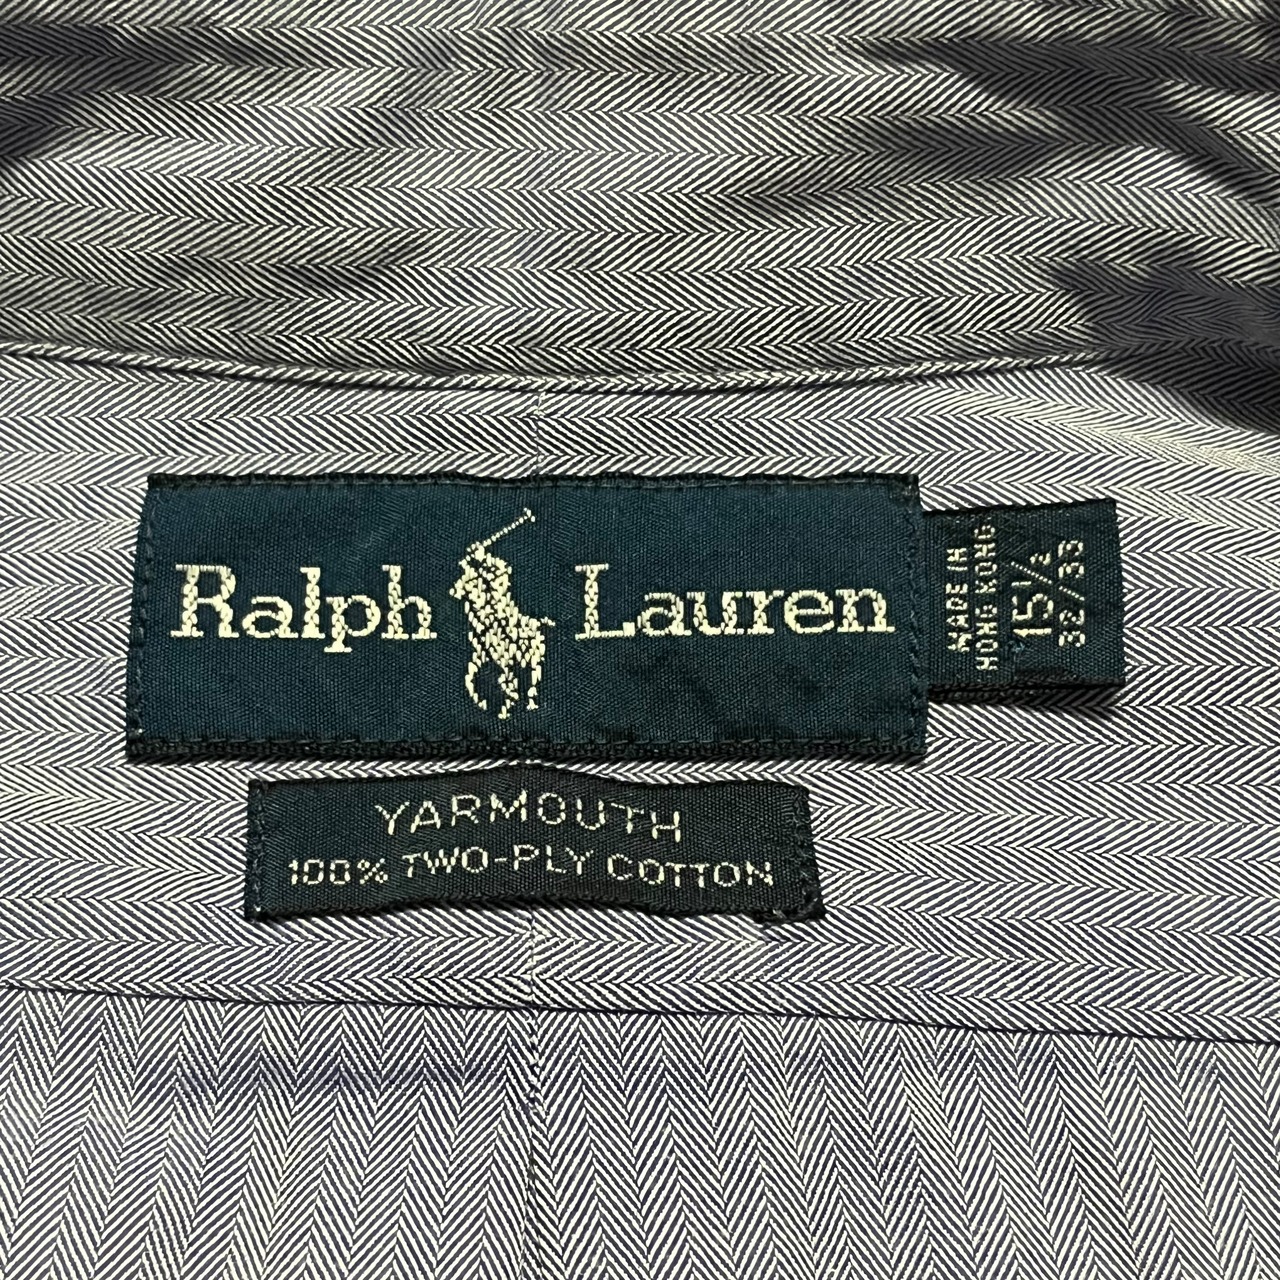 Ralph Lauren
MADE IN
HONG KONG
15½
32/33
YARMOUTH
100% TWO-PLY COTTON